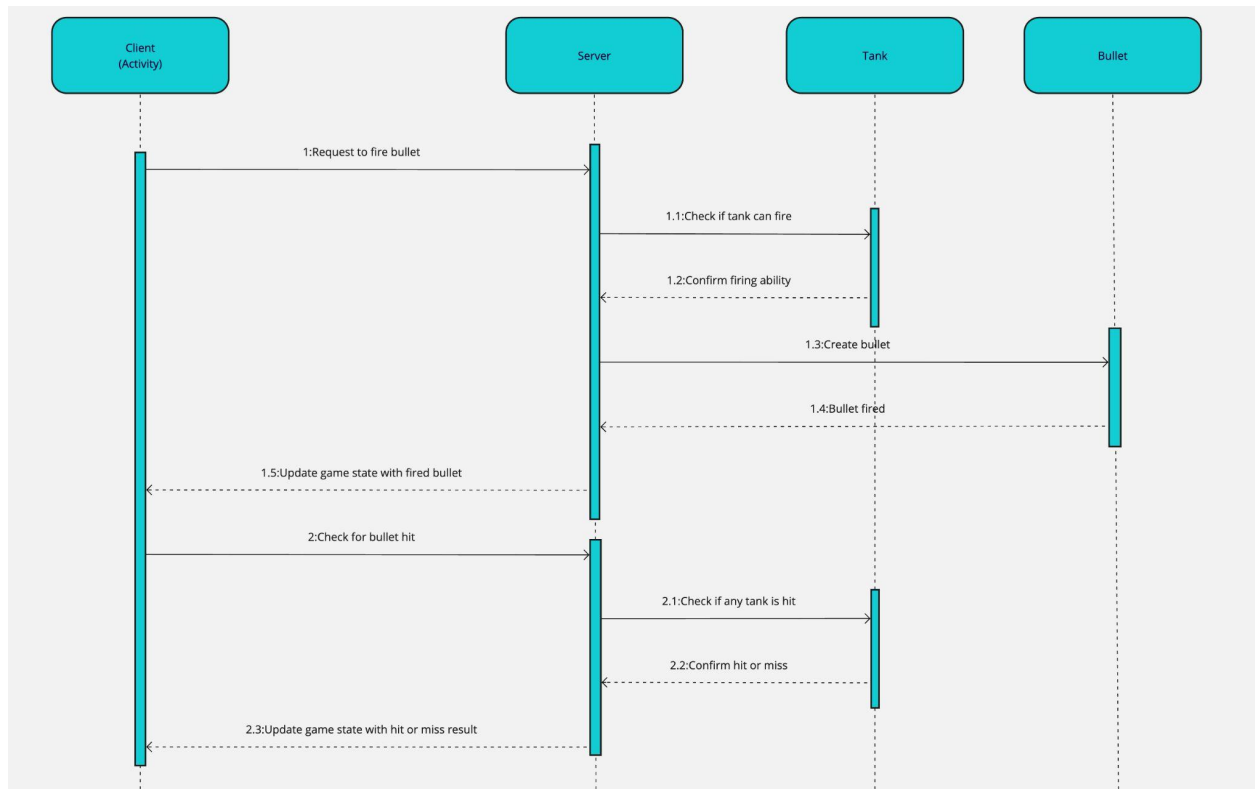 Client
(Activity)
Server
Tank
Bullet
1:Request to fire bullet
1.1:Check if tank can fire
1.2:Confirm firing ability
1.3:Create bullet
1.4:Bullet fired
1.5:Update game state with fired bullet
2:Check for bullet hit
2.1:Check if any tank is hit
2.2:Confirm hit or miss
2.3:Update game state with hit or miss result